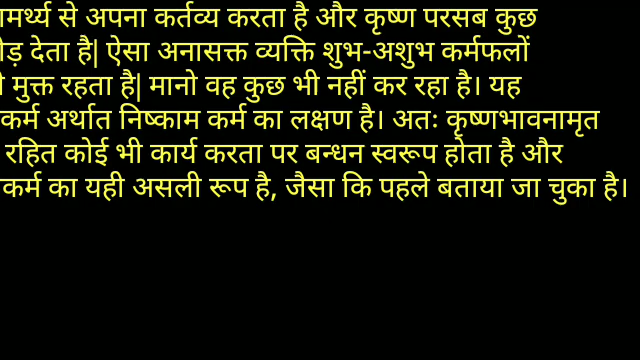 ामर्थ्य से अपना कर्तव्य करता है और कृष्ण परसब कुछ
ोड़ देता है| ऐसा अनासक्त व्यक्ति शुभ-अशुभ कर्मफलों
मुक्त रहता है| मानो वह कुछ भी नहीं कर रहा है। यह
कर्म अर्थात निष्काम कर्म का लक्षण है। अतः कृष्णभावनामृत
रहित कोई भी कार्य करता पर बन्धन स्वरूप होता है और
कर्म का यही असली रूप है, जैसा कि पहले बताया जा चुका है।